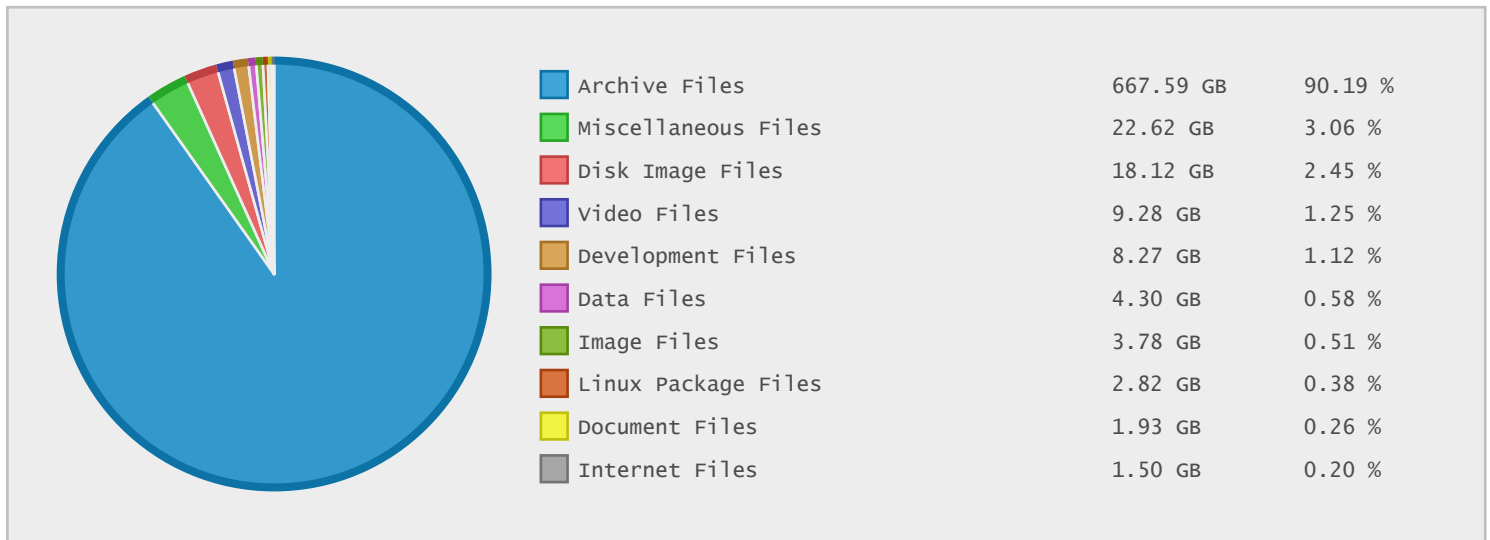 Archive Files 667.59 GB 90.19 %
Miscellaneous Files 22.62 GB 3.06 %
Disk Image Files 18.12 GB 2.45 %
Video Files 9.28 GB 1.25 %
Development Files 8.27 GB 1.12 %
Data Files 4.30 GB 0.58 %
Image Files 3.78 GB 0.51 %
Linux Package Files 2.82 GB 0.38 %
Document Files 1.93 GB 0.26 %
Internet Files 1.50 GB 0.20 %